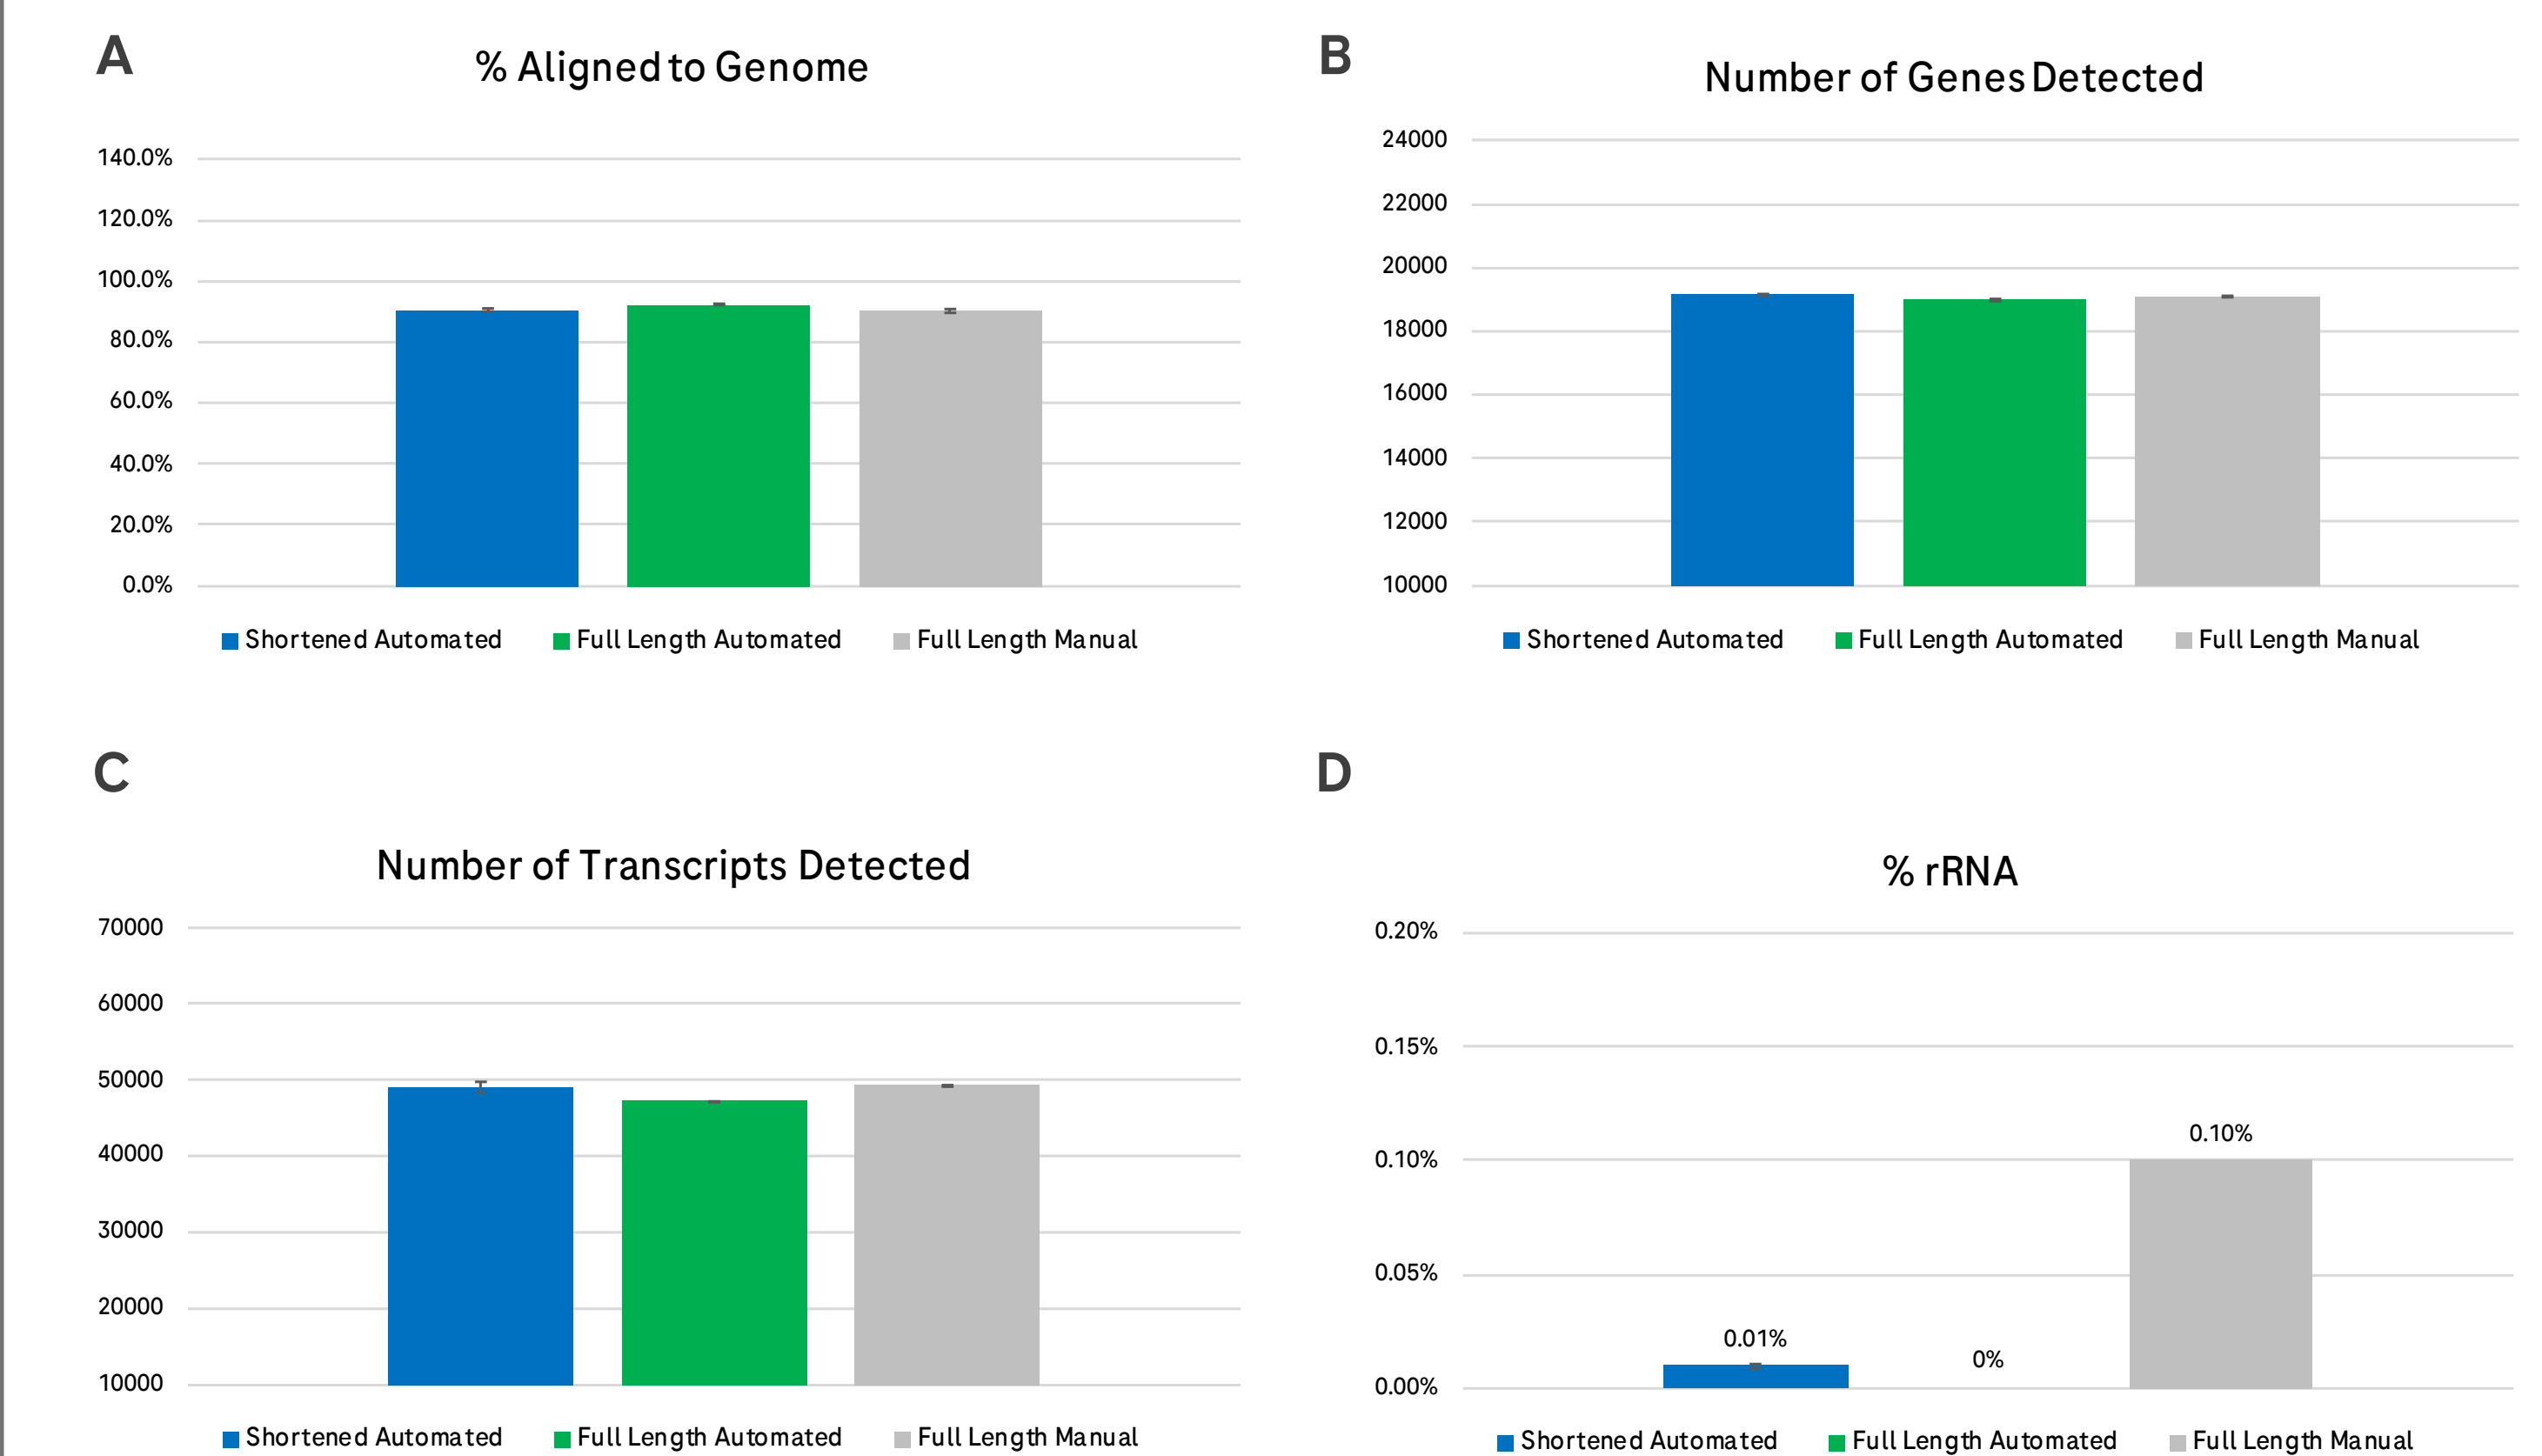 A
% Aligned to Genome
140.0%
120.0%
100.0%
80.0%
60.0%
40.0%
20.0%
0.0%
Shortened Automated Full Length Automated Full Length Manual
B
Number of Genes Detected
24000
22000
20000
18000
16000
14000
12000
10000
Shortened Automated Full Length Automated Full Length Manual
C
Number of Transcripts Detected
70000
60000
50000
40000
30000
20000
10000
Shortened Automated Full Length Automated Full Length Manual
D
% rRNA
0.20%
0.15%
0.10%
0.05%
0.00%
0.01%
0%
0.10%
Shortened Automated Full Length Automated Full Length Manual